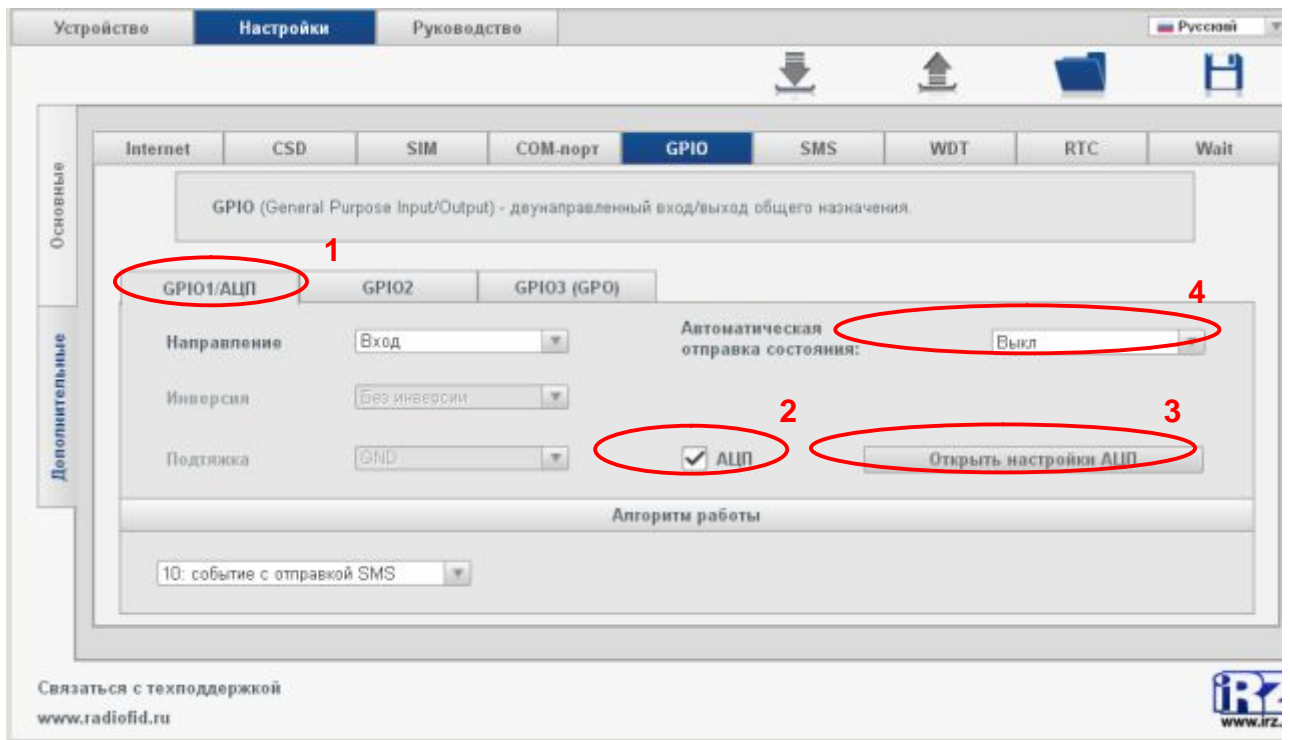 Устройство Настройки Руководство Русский
Internet CSD SIM COM-порт GPIO SMS WDT RTC Wait
Основные
GPIO (General Purpose Input/Output) - двунаправленный вход/выход общего назначения.
1
GPIO1/АЦП GPIO2 GPIO3 (GPO)
4
Направление Вход Автоматическая
отправка состояния: Выкл
Дополнительные
Инверсия Без инверсии
2 3
Подтяжка GND АЦП Открыть настройки АЦП
Алгоритм работы
10: событие с отправкой SMS
Связаться с техподдержкой
www.radiofid.ru
iRZ
www.irz.